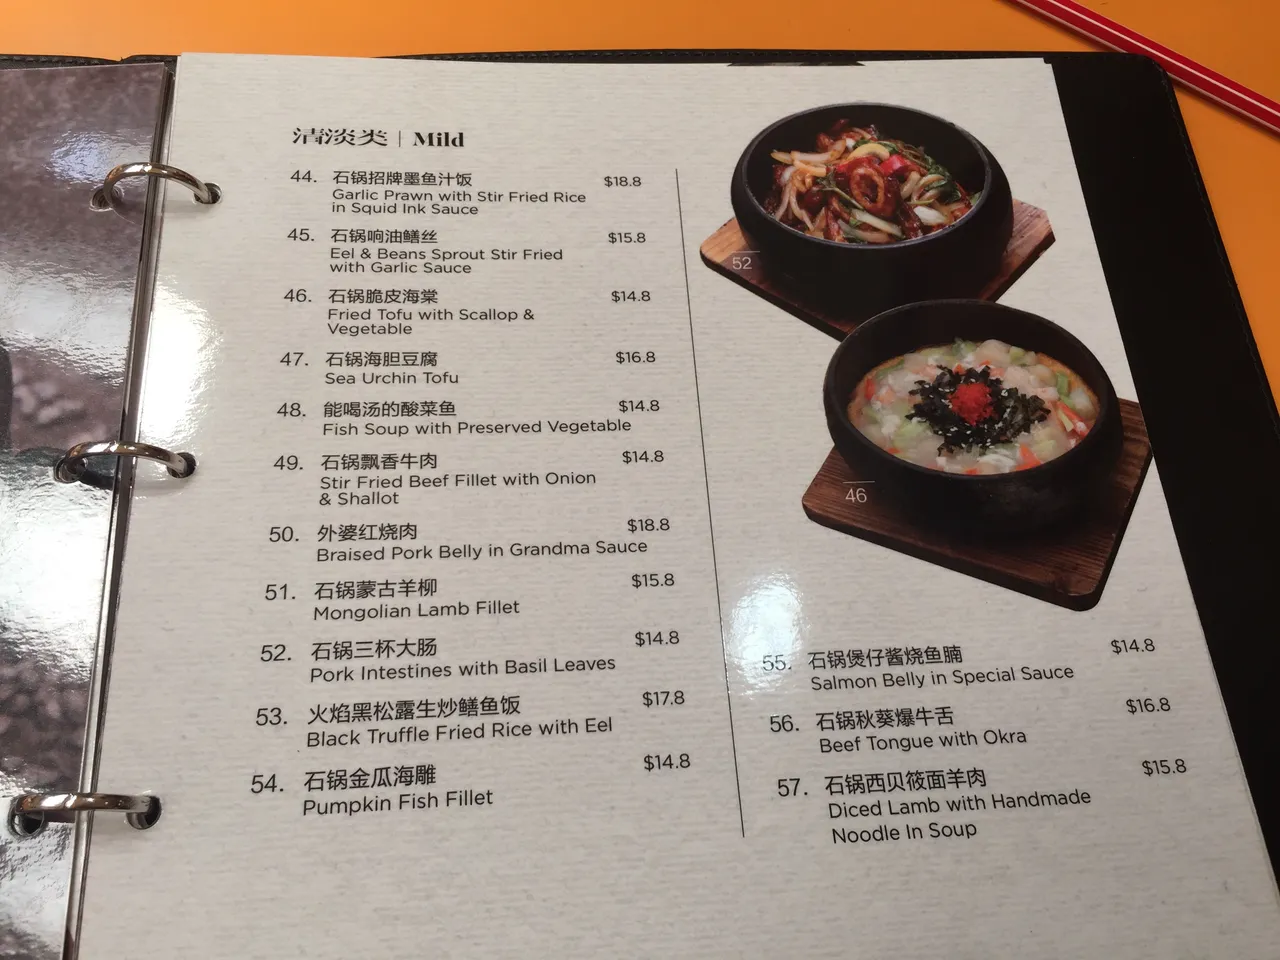 清淡类 | Mild
44. 石锅招牌墨鱼汁饭 $18.8
Garlic Prawn with Stir Fried Rice
in Squid Ink Sauce
45. 石锅响油鳝丝 $15.8
Eel & Beans Sprout Stir Fried
with Garlic Sauce
46. 石锅脆皮海棠 $14.8
Fried Tofu with Scallop &
Vegetable
47. 石锅海胆豆腐 $16.8
Sea Urchin Tofu
48. 能喝汤的酸菜鱼 $14.8
Fish Soup with Preserved Vegetable
49. 石锅飘香牛肉 $14.8
Stir Fried Beef Fillet with Onion
& Shallot
50. 外婆红烧肉 $18.8
Braised Pork Belly in Grandma Sauce
51. 石锅蒙古羊柳 $15.8
Mongolian Lamb Fillet
52. 石锅三杯大肠 $14.8
Pork Intestines with Basil Leaves
53. 火焰黑松露生炒鳝鱼饭 $17.8
Black Truffle Fried Rice with Eel
54. 石锅金瓜海雕 $14.8
Pumpkin Fish Fillet
52
46
55. 石锅煲仔酱烧鱼腩 $14.8
Salmon Belly in Special Sauce
56. 石锅秋葵爆牛舌 $16.8
Beef Tongue with Okra
57. 石锅西贝莜面羊肉 $15.8
Diced Lamb with Handmade
Noodle In Soup